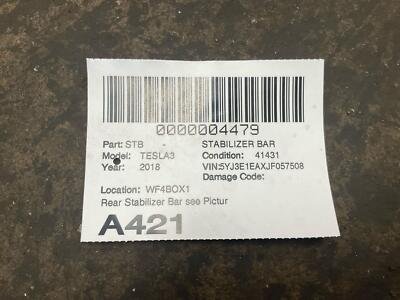 0000004479
Part: STB STABILIZER BAR
Model: TESLA3 Condition: 41431
Year: 2018 VIN:5YJ3E1EAXJF057508
Damage Code:
Location: WF4BOX1
Rear Stabilizer Bar see Pictur
A421